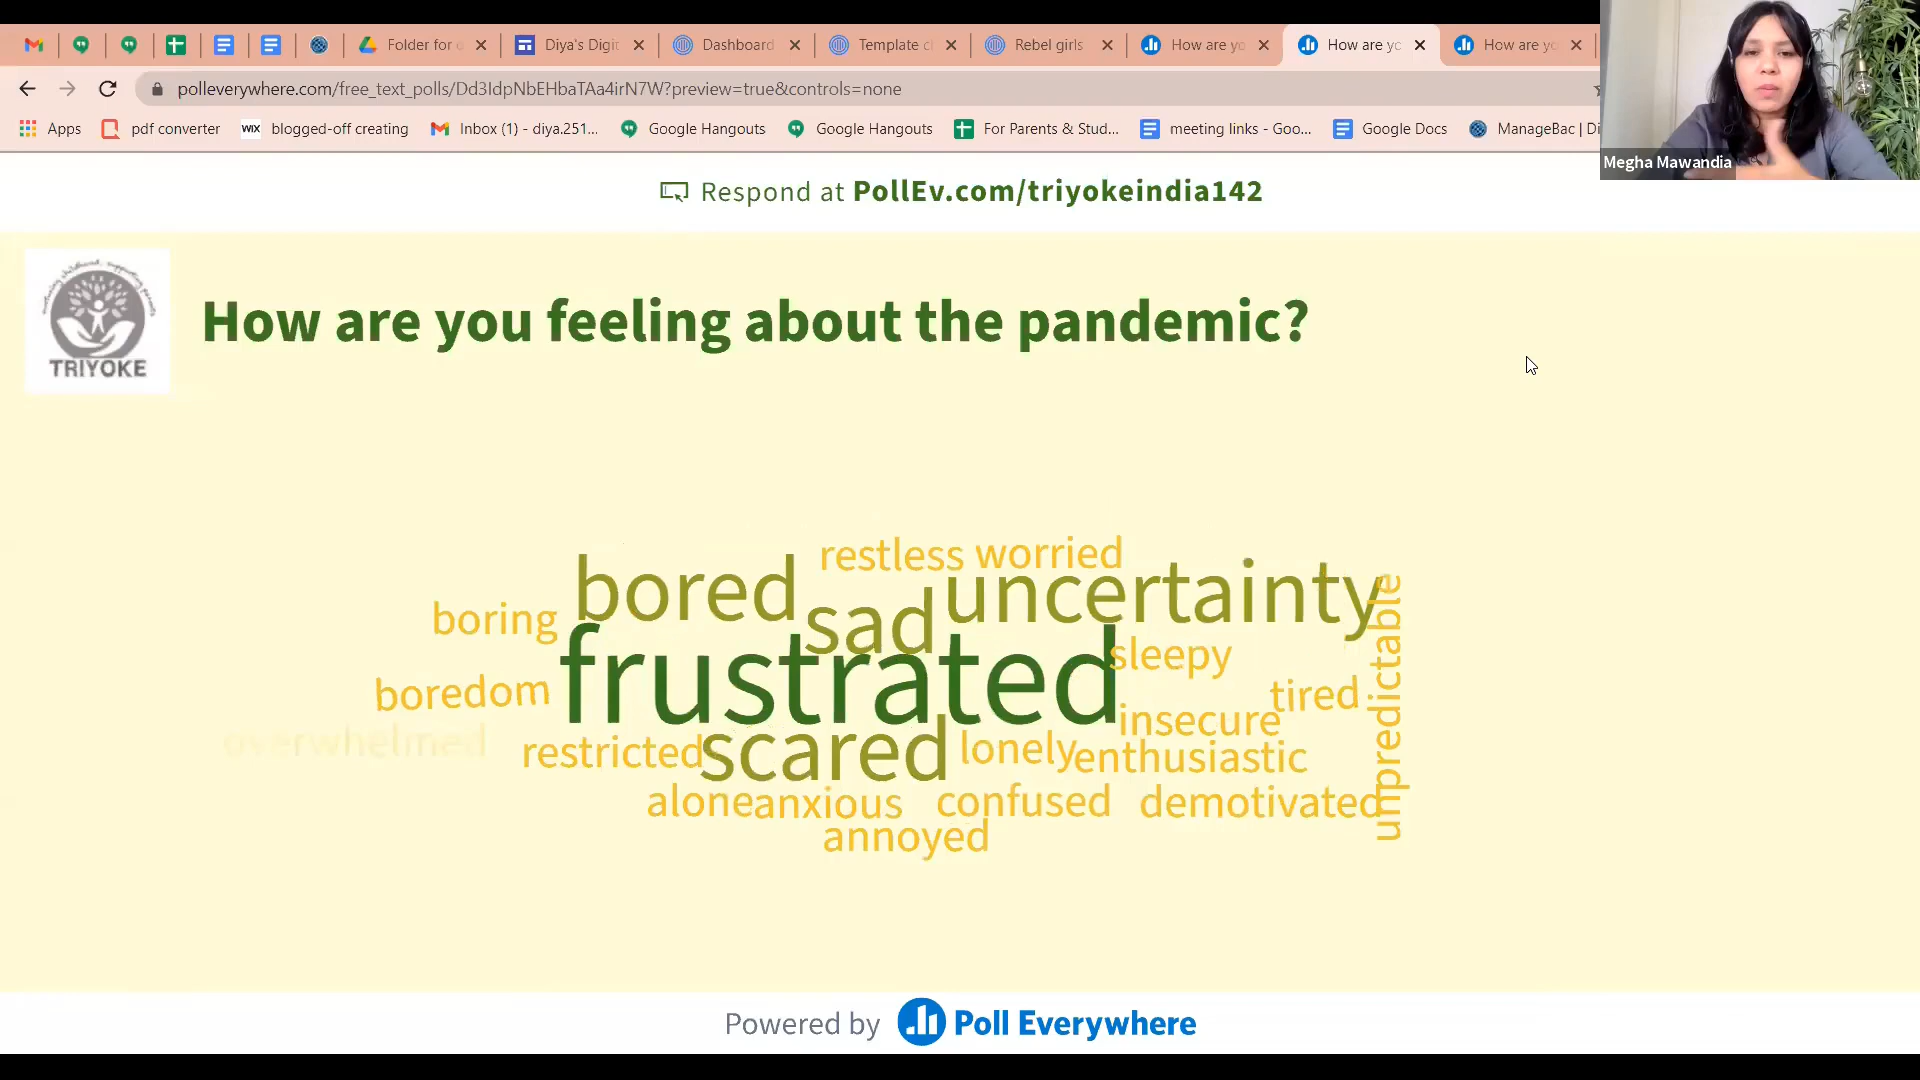 Folder for
Diya's Digit
Dashboard
Template c
Rebel girls
How are yo
How are yo
How are yo
polleverywhere.com/free_text_polls/Dd3IdpNbEHbaTAa4irN7W?preview=true&controls=none
Apps
pdf converter
WIX blogged-off creating
Inbox (1) - diya.251...
Google Hangouts
Google Hangouts
For Parents & Stud...
meeting links - Goo...
Google Docs
ManageBac | Di
Megha Mawandia
Respond at PollEv.com/triyokeindia142
TRIYOKE
How are you feeling about the pandemic?
restless worried
bored
uncertainty
boring
sad
unpredictable
frustrated
sleepy
boredom
tired
insecure
overwhelmed
restricted
scared
lonely
enthusiastic
alone
anxious
confused
demotivated
annoyed
Powered by Poll Everywhere